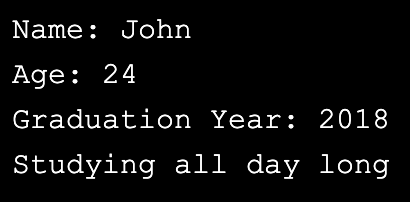 Name: John
Age: 24
Graduation Year: 2018
Studying all day long